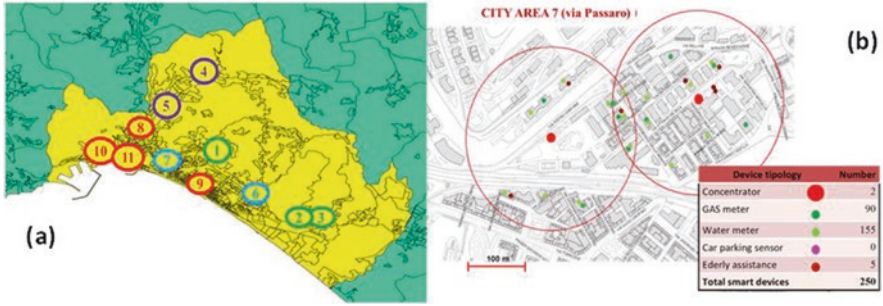 4
5
8
10
11
7
1
9
6
2
3
(a)
CITY AREA 7 (via Passaro)
(b)
100 m
Device tipology Number
Concentrator 2
GAS meter 90
Water meter 155
Car parking sensor 0
Ederly assistance 5
Total smart devices 250